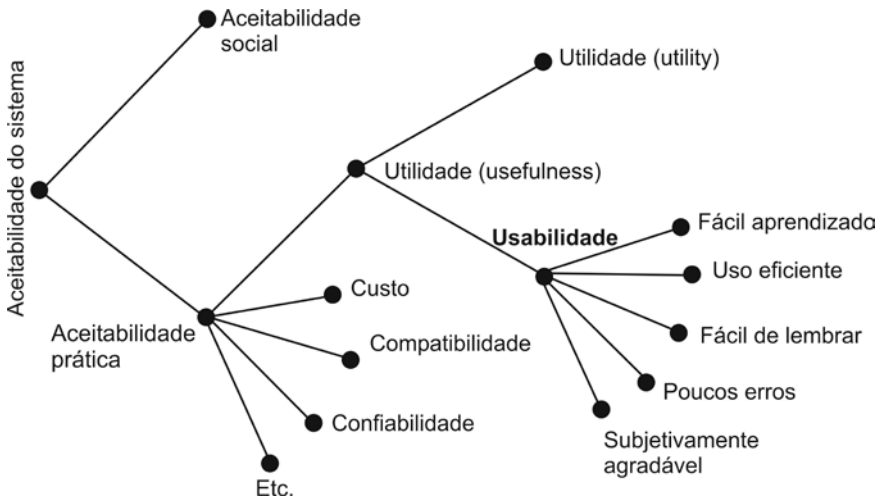 Aceitabilidade do sistema
Aceitabilidade
social
Utilidade (utility)
Utilidade (usefulness)
Usabilidade
Fácil aprendizado
Uso eficiente
Fácil de lembrar
Poucos erros
Subjetivamente
agradável
Aceitabilidade
prática
Custo
Compatibilidade
Confiabilidade
Etc.